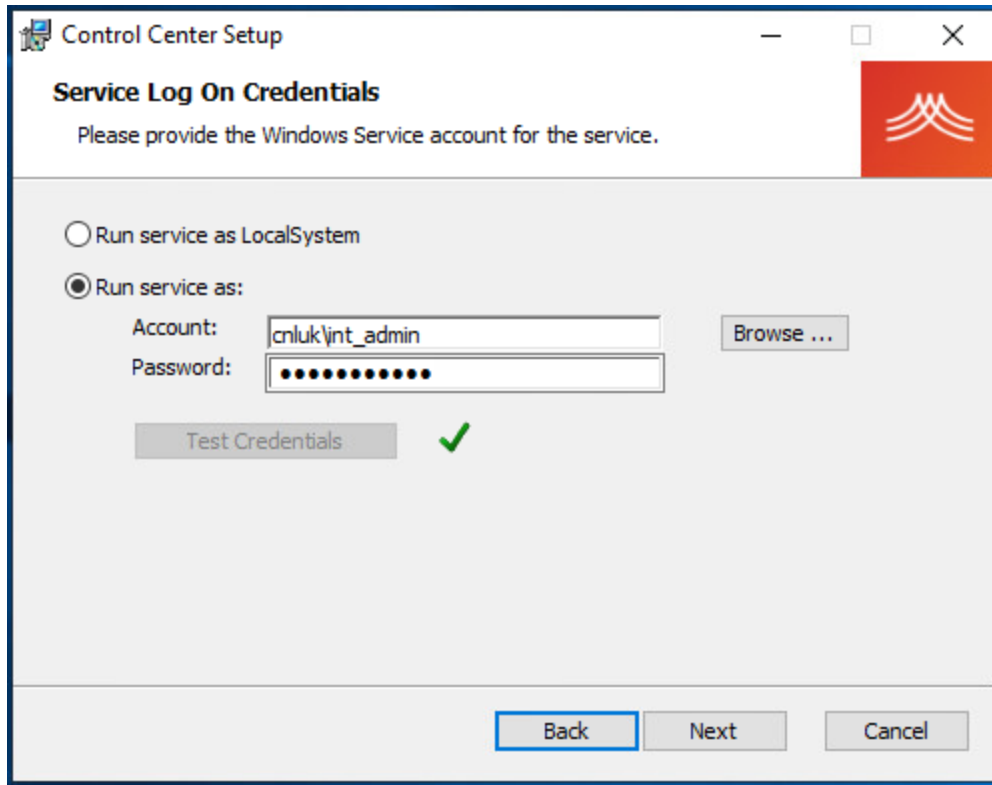 Control Center Setup
Service Log On Credentials
Please provide the Windows Service account for the service.
Run service as LocalSystem
Run service as:
Account: cnluk\int_admin Browse ...
Password: ●●●●●●●●●●●
Test Credentials
Back Next Cancel